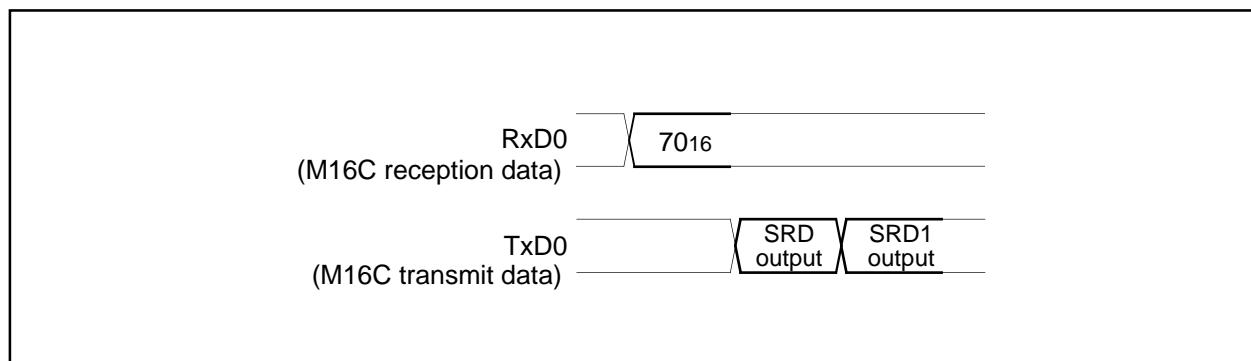 RxD0
(M16C reception data)
7016
TxD0
(M16C transmit data)
SRD
output
SRD1
output